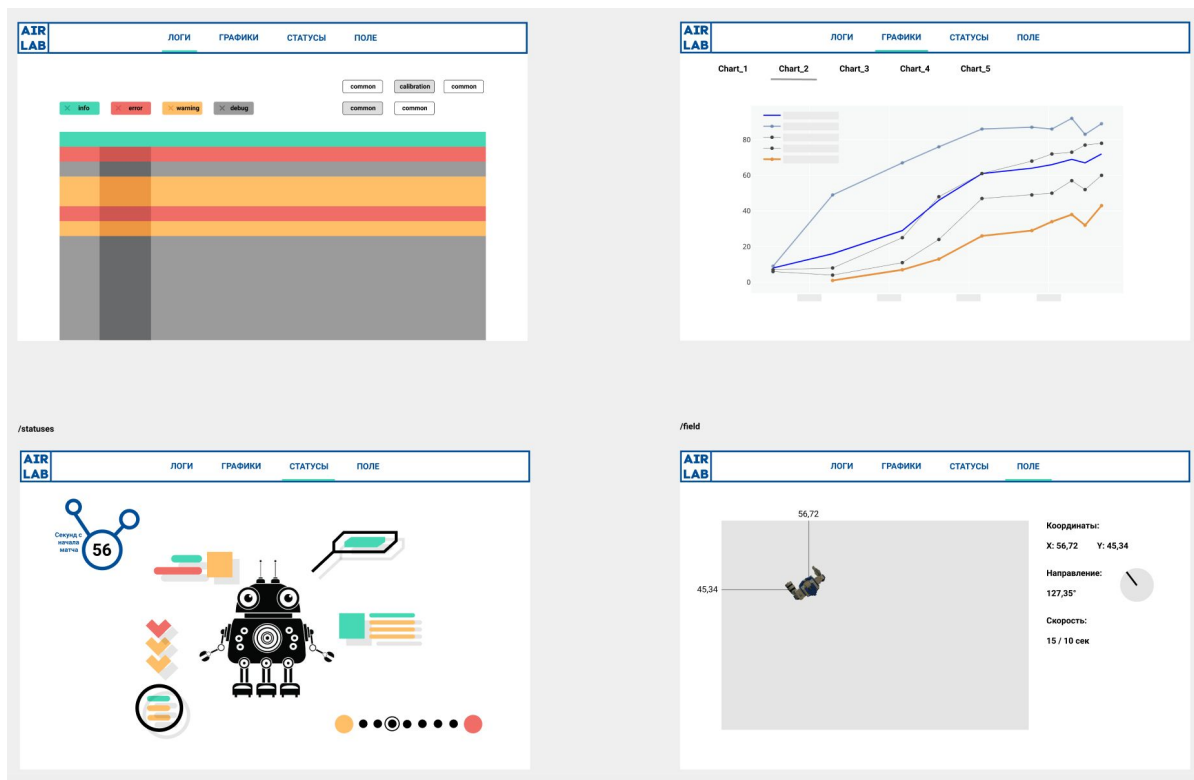 AIR
LAB
ЛОГИ ГРАФИКИ СТАТУСЫ ПОЛЕ
common calibration common
info error warning debug
common common
AIR
LAB
ЛОГИ ГРАФИКИ СТАТУСЫ ПОЛЕ
Chart_1 Chart_2 Chart_3 Chart_4 Chart_5
80
60
40
20
0
/statuses
AIR
LAB
ЛОГИ ГРАФИКИ СТАТУСЫ ПОЛЕ
Секунд с
начала
матча
56
/field
AIR
LAB
ЛОГИ ГРАФИКИ СТАТУСЫ ПОЛЕ
56,72
45,34
Координаты:
X: 56,72 Y: 45,34
Направление:
127,35°
Скорость:
15 / 10 сек